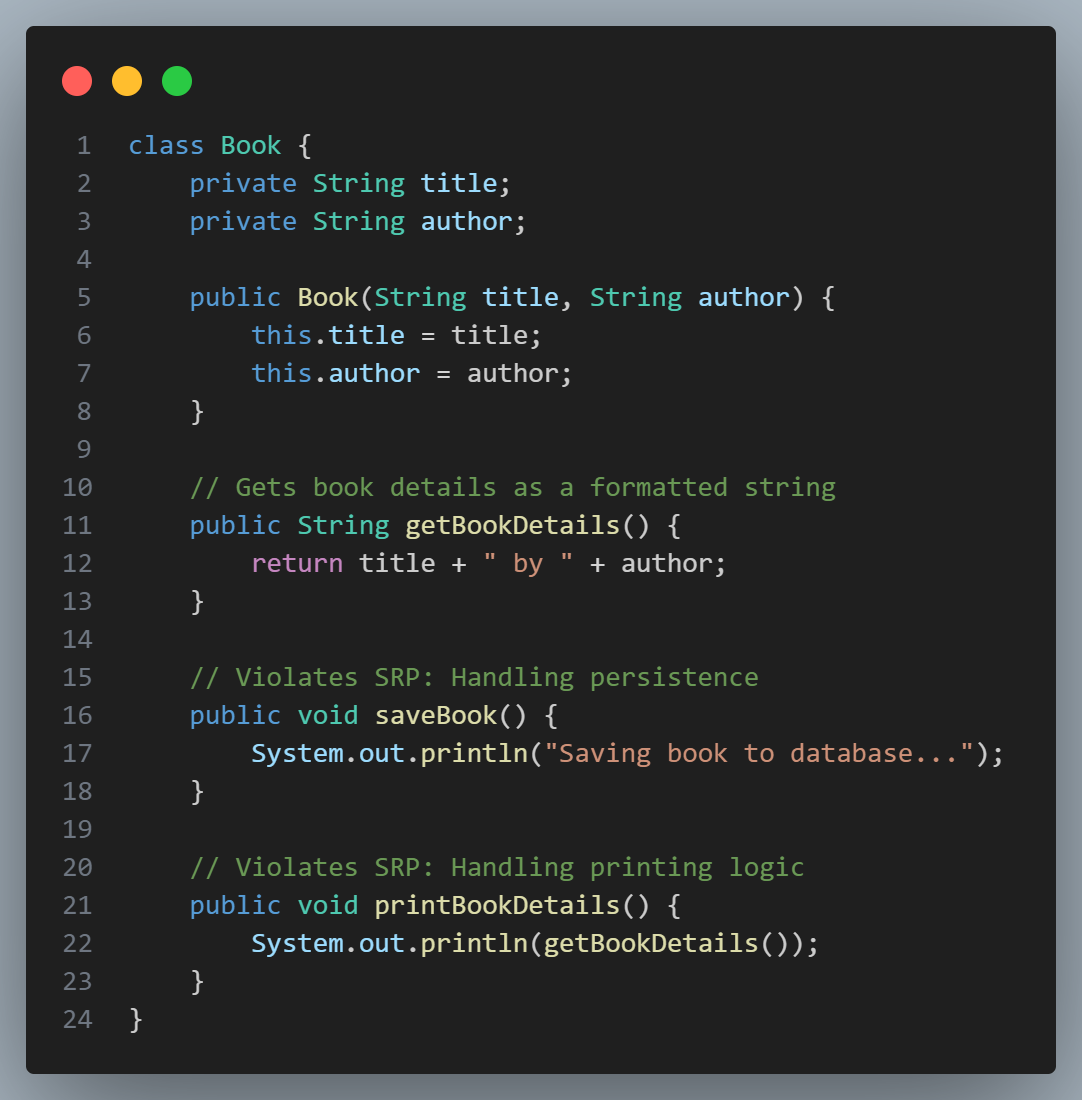 1 class Book {
2     private String title;
3     private String author;
4
5     public Book(String title, String author) {
6         this.title = title;
7         this.author = author;
8     }
9
10     // Gets book details as a formatted string
11     public String getBookDetails() {
12         return title + " by " + author;
13     }
14
15     // Violates SRP: Handling persistence
16     public void saveBook() {
17         System.out.println("Saving book to database...");
18     }
19
20     // Violates SRP: Handling printing logic
21     public void printBookDetails() {
22         System.out.println(getBookDetails());
23     }
24 }